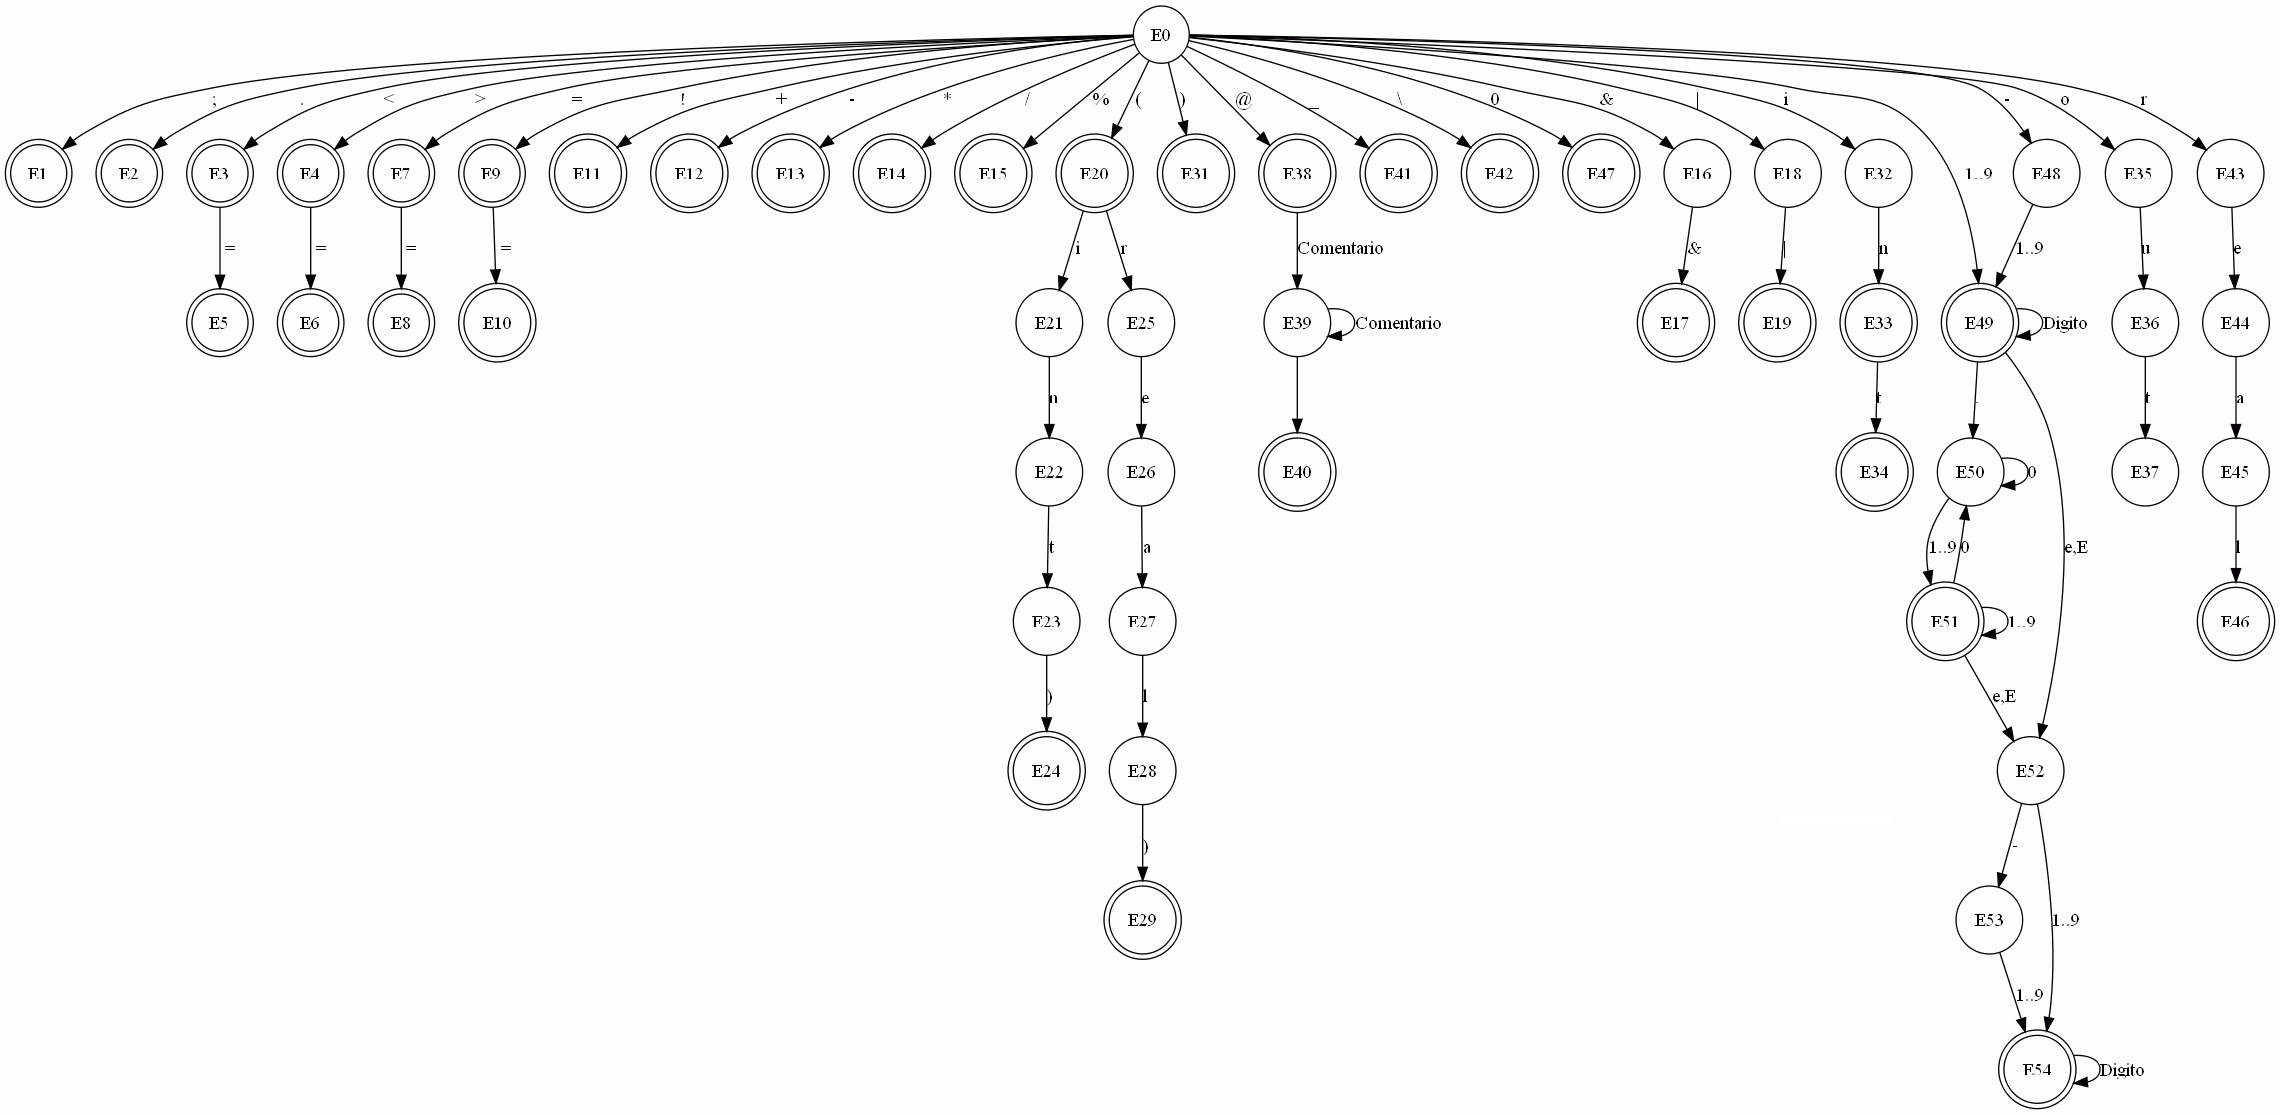 E0
; . < > = ! + - * / % ( ) @ _ \ 0 & | i - o r
E1 E2 E3 E4 E7 E9 E11 E12 E13 E14 E15 E20 E31 E38 E41 E42 E47 E16 E18 E32 1..9 E48 E35 E43
= = = = i r Comentario & | n 1..9 u e
E5 E6 E8 E10 E21 E25 E39 Comentario E17 E19 E33 E49 Digito E36 E44
n e t . t a
E22 E26 E40 E34 E50 0 E37 E45
t a 1..9 0 e,E l
E23 E27 E51 1..9 E46
) l e,E
E24 E28 E52
) -
E29 E53 1..9
1..9
E54 Digito